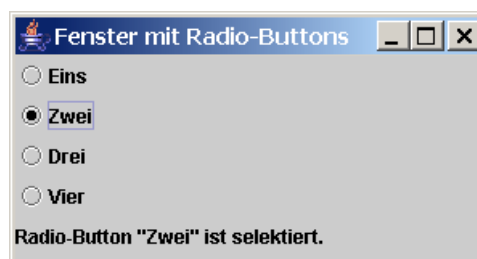 Fenster mit Radio-Buttons
Eins
Zwei
Drei
Vier
Radio-Button "Zwei" ist selektiert.